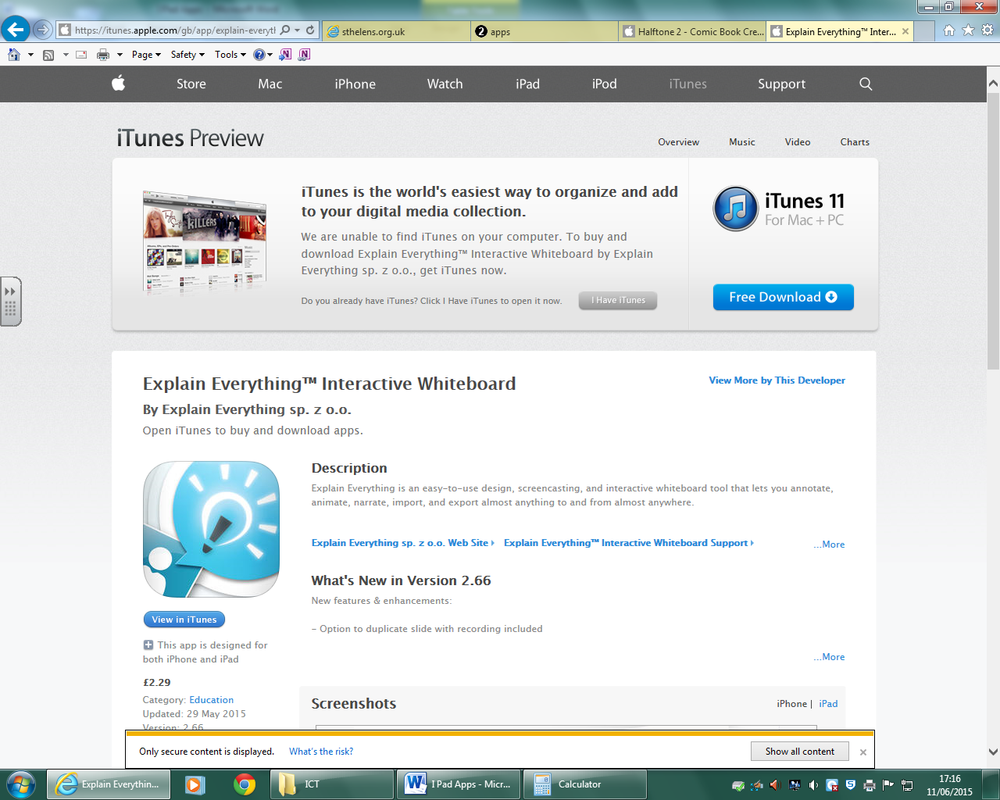 https://itunes.apple.com/gb/app/explain-everytl
sthelens.org.uk
apps
Halftone 2 - Comic Book Cre...
Explain Everything™ Inter...
Page
Safety
Tools
Store
Mac
iPhone
Watch
iPad
iPod
iTunes
Support
iTunes Preview
Overview
Music
Video
Charts
iTunes is the world's easiest way to organize and add
to your digital media collection.
We are unable to find iTunes on your computer. To buy and
download Explain Everything™ Interactive Whiteboard by Explain
Everything sp. z o.o., get iTunes now.
Do you already have iTunes? Click I Have iTunes to open it now.
I Have iTunes
KILLERS
iTunes 11
For Mac + PC
Free Download
Explain Everything™ Interactive Whiteboard
View More by This Developer
By Explain Everything sp. z o.o.
Open iTunes to buy and download apps.
Description
Explain Everything is an easy-to-use design, screencasting, and interactive whiteboard tool that lets you annotate,
animate, narrate, import, and export almost anything to and from almost anywhere.
Explain Everything sp. z o.o. Web Site
Explain Everything™ Interactive Whiteboard Support
...More
What's New in Version 2.66
New features & enhancements:
- Option to duplicate slide with recording included
...More
View in iTunes
This app is designed for
both iPhone and iPad
£2.29
Category: Education
Updated: 29 May 2015
Version: 2.66
Screenshots
iPhone | iPad
Only secure content is displayed.
What's the risk?
Show all content
Explain Everythin...
ICT
I Pad Apps - Micr...
Calculator
17:16
11/06/2015